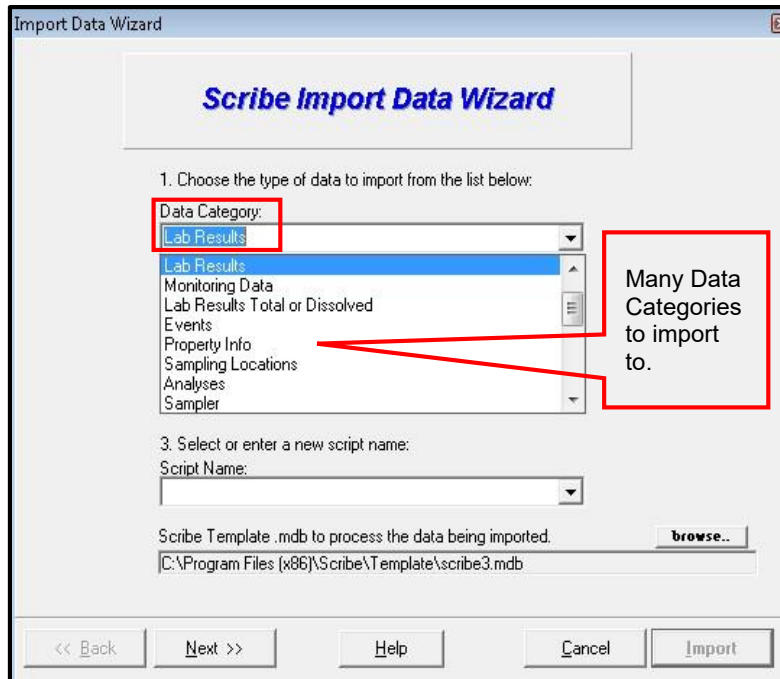 Import Data Wizard
Scribe Import Data Wizard
1. Choose the type of data to import from the list below:
Data Category:
Lab Results
Lab Results
Monitoring Data
Lab Results Total or Dissolved
Events
Property Info
Sampling Locations
Analyses
Sampler
Many Data
Categories
to import
to.
3. Select or enter a new script name:
Script Name:
Scribe Template .mdb to process the data being imported.
browse..
C:\Program Files (x86)\Scribe\Template\scribe3.mdb
<< Back
Next >>
Help
Cancel
Import